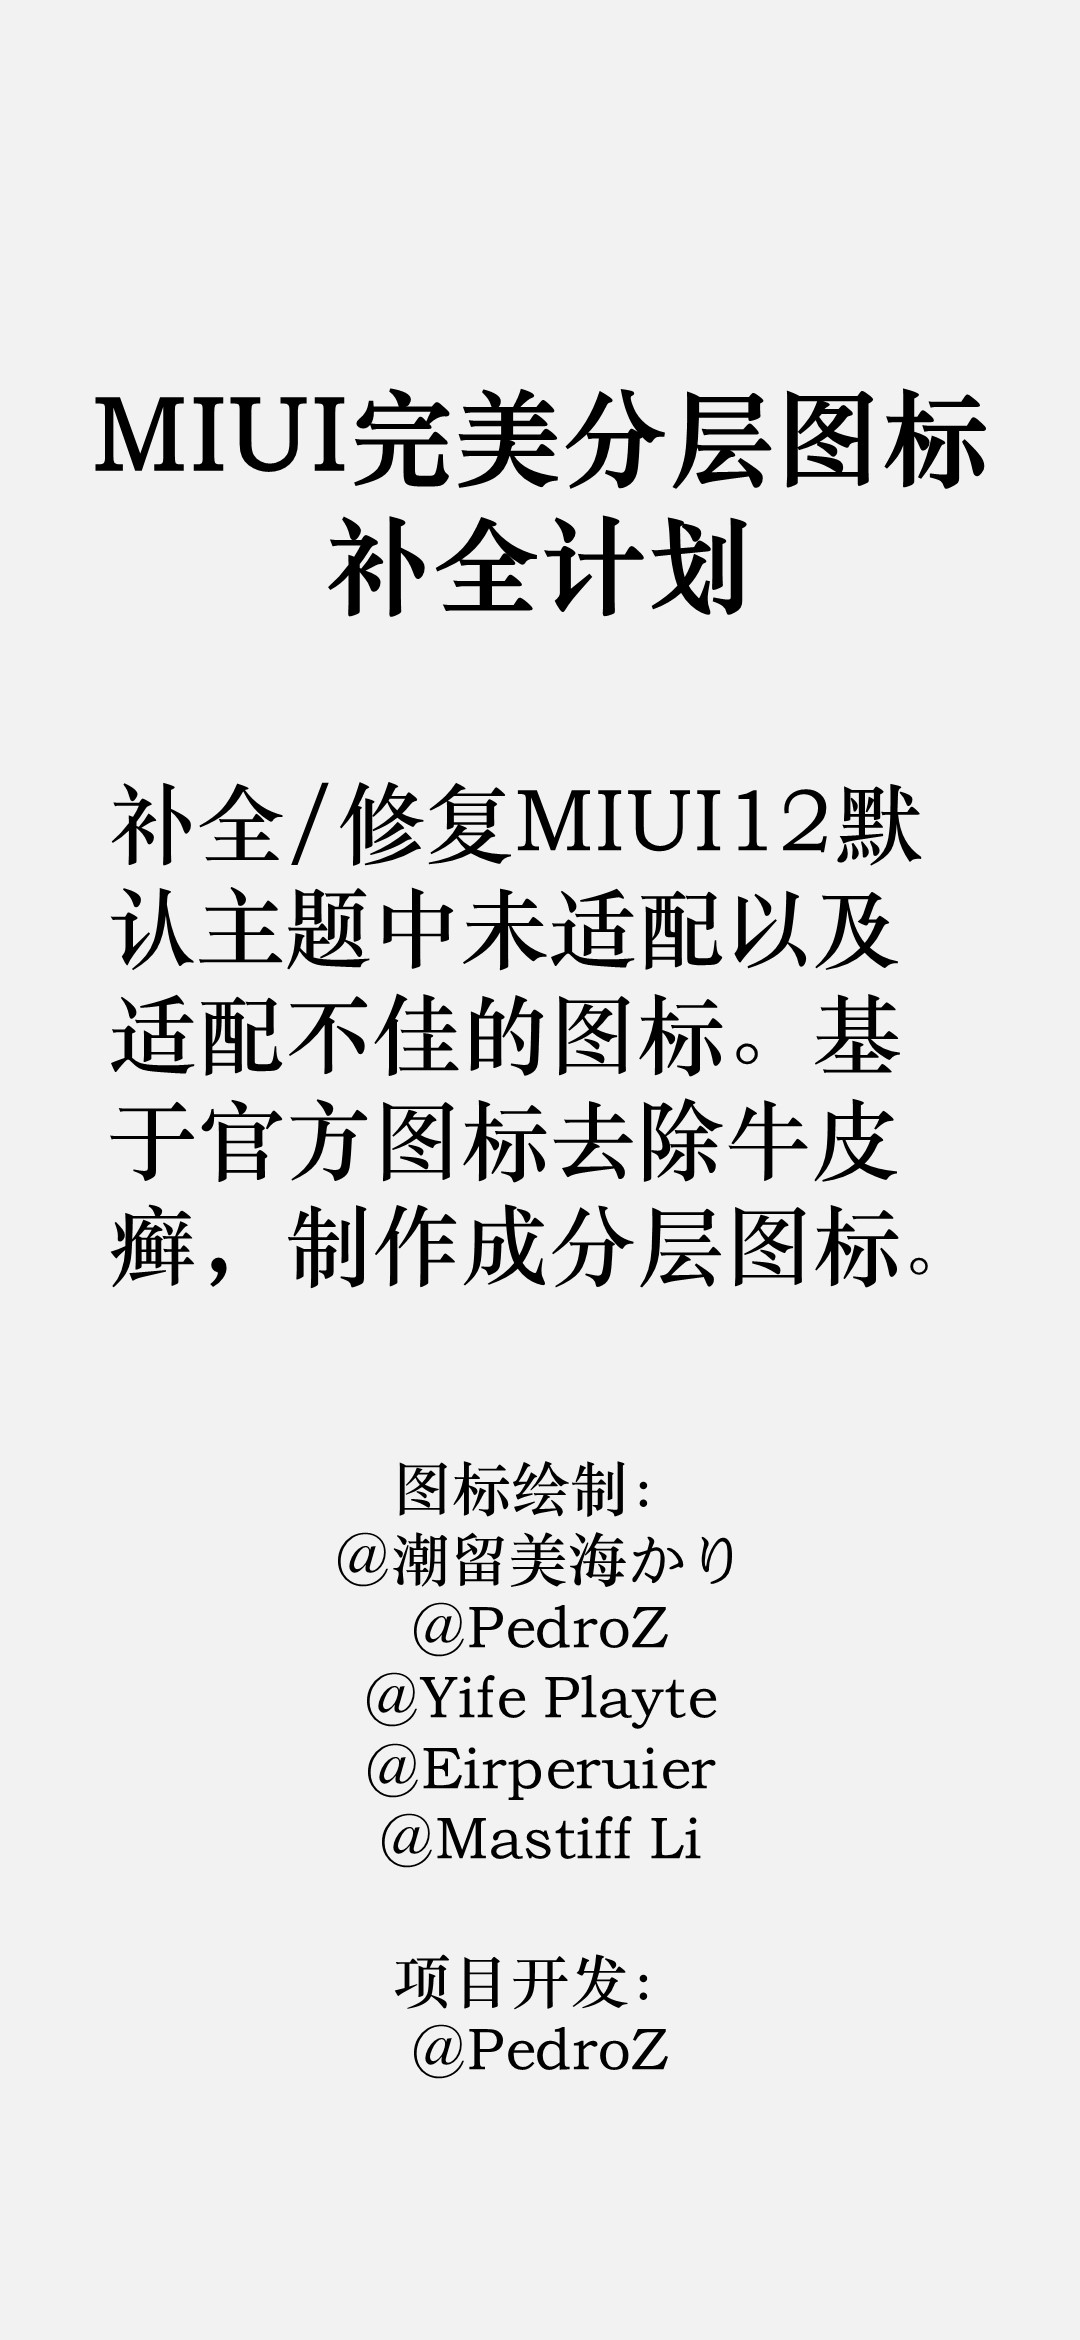 MIUI完美分层图标
补全计划
补全/修复MIUI12默
认主题中未适配以及
适配不佳的图标。基
于官方图标去除牛皮
癣，制作成分层图标。
图标绘制：
@潮留美海かり
@PedroZ
@Yife Playte
@Eirperuier
@Mastiff Li
项目开发：
@PedroZ